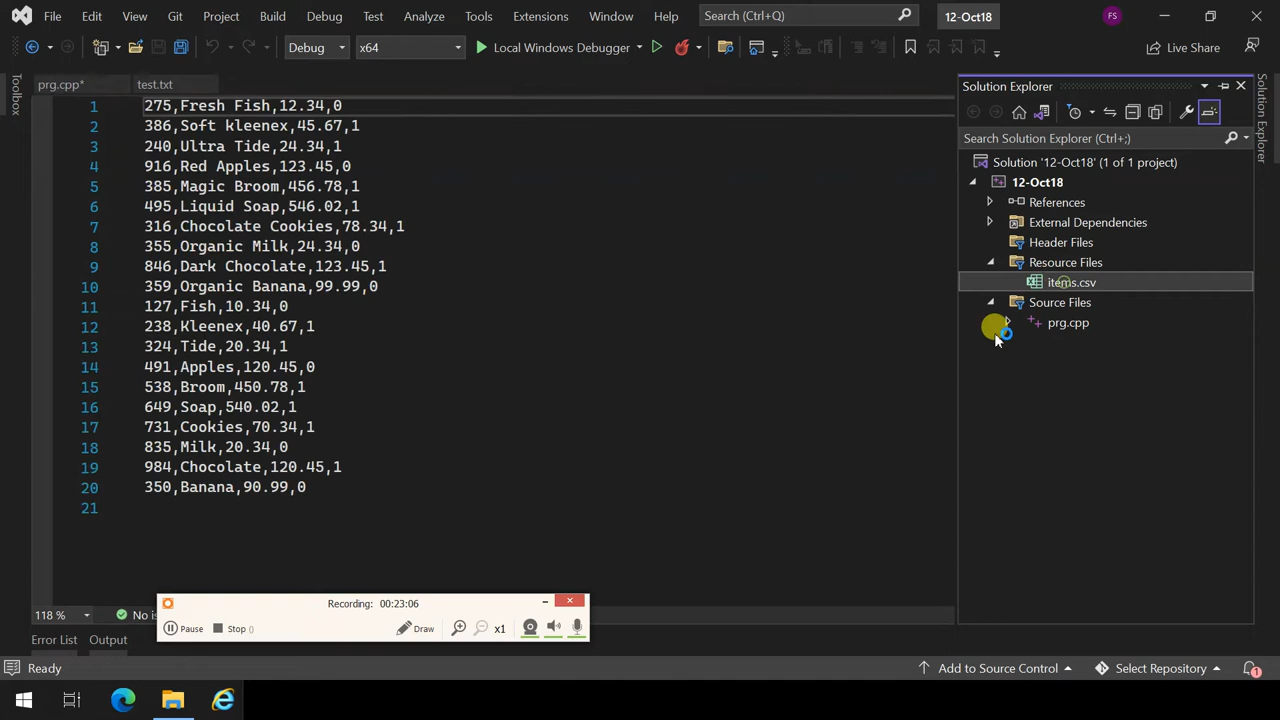 File Edit View Git Project Build Debug Test Analyze Tools Extensions Window Help Search (Ctrl+Q) 12-Oct18 FS
Debug x64 Local Windows Debugger Live Share
prg.cpp* test.txt
Toolbox
1 275,Fresh Fish,12.34,0
2 386,Soft kleenex,45.67,1
3 240,Ultra Tide,24.34,1
4 916,Red Apples,123.45,0
5 385,Magic Broom,456.78,1
6 495,Liquid Soap,546.02,1
7 316,Chocolate Cookies,78.34,1
8 355,Organic Milk,24.34,0
9 846,Dark Chocolate,123.45,1
10 359,Organic Banana,99.99,0
11 127,Fish,10.34,0
12 238,Kleenex,40.67,1
13 324,Tide,20.34,1
14 491,Apples,120.45,0
15 538,Broom,450.78,1
16 649,Soap,540.02,1
17 731,Cookies,70.34,1
18 835,Milk,20.34,0
19 984,Chocolate,120.45,1
20 350,Banana,90.99,0
21
Solution Explorer
Search Solution Explorer (Ctrl+;)
Solution '12-Oct18' (1 of 1 project)
12-Oct18
References
External Dependencies
Header Files
Resource Files
items.csv
Source Files
prg.cpp
Solution Explorer
118 % No is
Recording: 00:23:06
Pause Stop () Draw x1
Error List Output
Ready Add to Source Control Select Repository 1